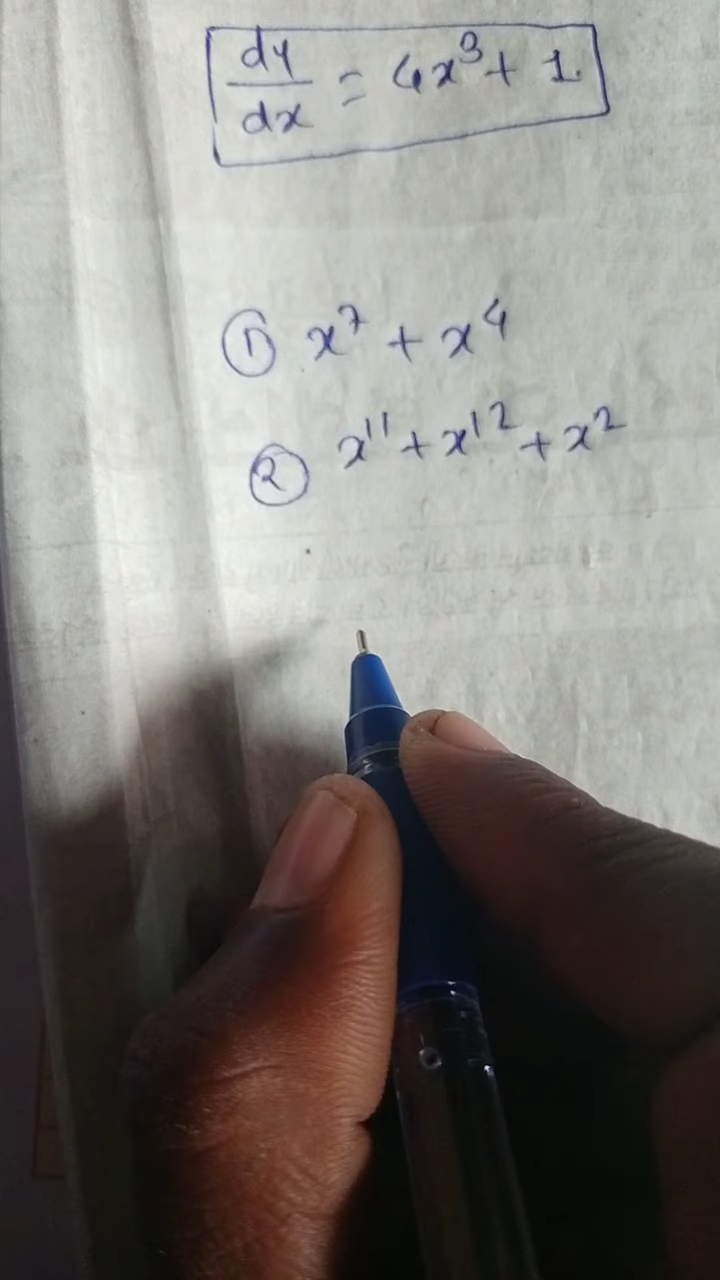 dy/dx = 4x³ + 1.
① x⁷ + x⁴
② x¹¹ + x¹² + x²